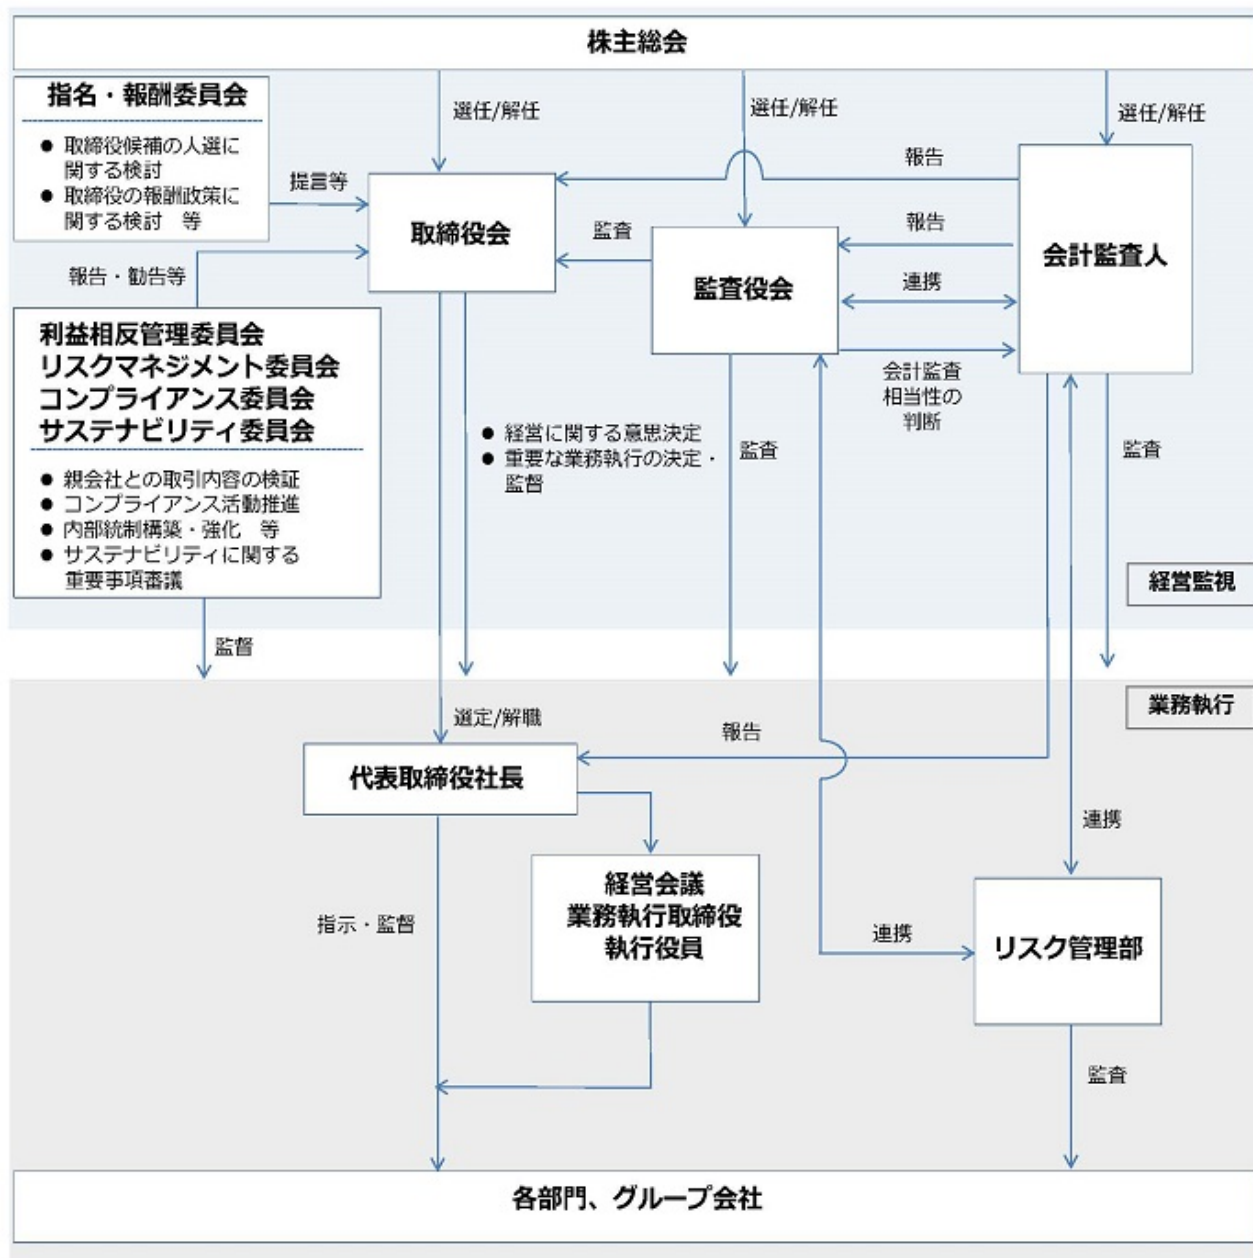 株主総会
指名・報酬委員会
● 取締役候補の人選に
関する検討
● 取締役の報酬政策に
関する検討　等
選任/解任
選任/解任
選任/解任
提言等
取締役会
報告
監査
監査役会
報告
連携
会計監査
相当性の
判断
会計監査人
報告・勧告等
利益相反管理委員会
リスクマネジメント委員会
コンプライアンス委員会
サステナビリティ委員会
● 親会社との取引内容の検証
● コンプライアンス活動推進
● 内部統制構築・強化　等
● サステナビリティに関する
重要事項審議
● 経営に関する意思決定
● 重要な業務執行の決定・
監督
監査
監査
経営監視
監督
業務執行
選定/解職
報告
代表取締役社長
連携
経営会議
業務執行取締役
執行役員
指示・監督
連携
リスク管理部
監査
各部門、グループ会社